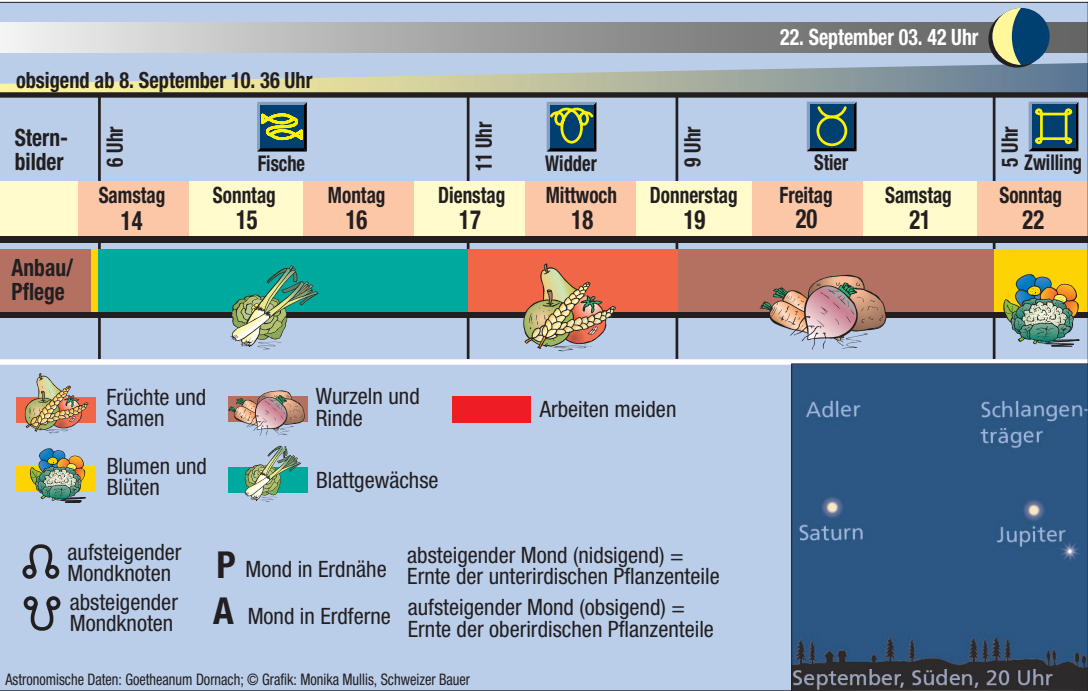 22. September 03. 42 Uhr
obsigend ab 8. September 10. 36 Uhr
Stern-
bilder
6 Uhr
Fische
11 Uhr
Widder
9 Uhr
Stier
5 Uhr
Zwilling
Samstag Sonntag Montag Dienstag Mittwoch Donnerstag Freitag Samstag Sonntag
14 15 16 17 18 19 20 21 22
Anbau/
Pflege
Früchte und
Samen
Wurzeln und
Rinde
Arbeiten meiden
Blumen und
Blüten
Blattgewächse
aufsteigender
Mondknoten
P Mond in Erdnähe
absteigender Mond (nidsigend) =
Ernte der unterirdischen Pflanzenteile
absteigender
Mondknoten
A Mond in Erdferne
aufsteigender Mond (obsigend) =
Ernte der oberirdischen Pflanzenteile
Astronomische Daten: Goetheanum Dornach; © Grafik: Monika Mullis, Schweizer Bauer
Adler
Schlangen-
träger
Saturn
Jupiter
September, Süden, 20 Uhr